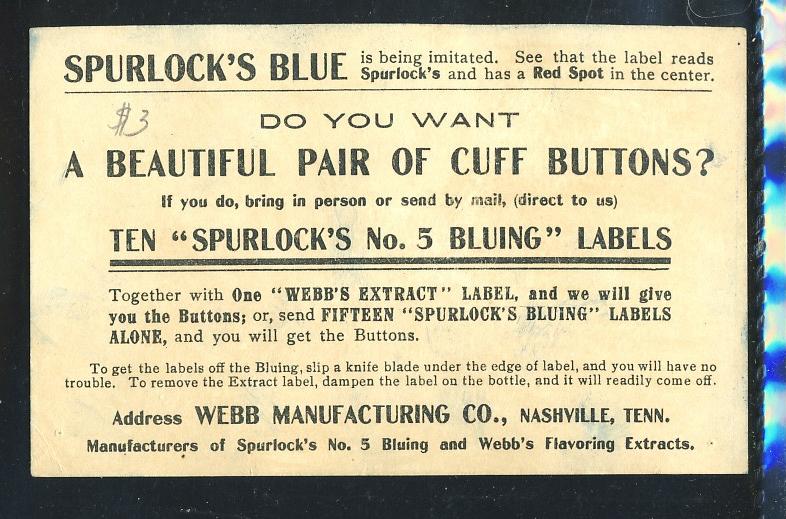 SPURLOCK'S BLUE is being imitated. See that the label reads
Spurlock's and has a Red Spot in the center.
$3
DO YOU WANT
A BEAUTIFUL PAIR OF CUFF BUTTONS?
If you do, bring in person or send by mail, (direct to us)
TEN "SPURLOCK'S No. 5 BLUING" LABELS
Together with One "WEBB'S EXTRACT" LABEL, and we will give
you the Buttons; or, send FIFTEEN "SPURLOCK'S BLUING" LABELS
ALONE, and you will get the Buttons.
To get the labels off the Bluing, slip a knife blade under the edge of label, and you will have no
trouble. To remove the Extract label, dampen the label on the bottle, and it will readily come off.
Address WEBB MANUFACTURING CO., NASHVILLE, TENN.
Manufacturers of Spurlock's No. 5 Bluing and Webb's Flavoring Extracts.